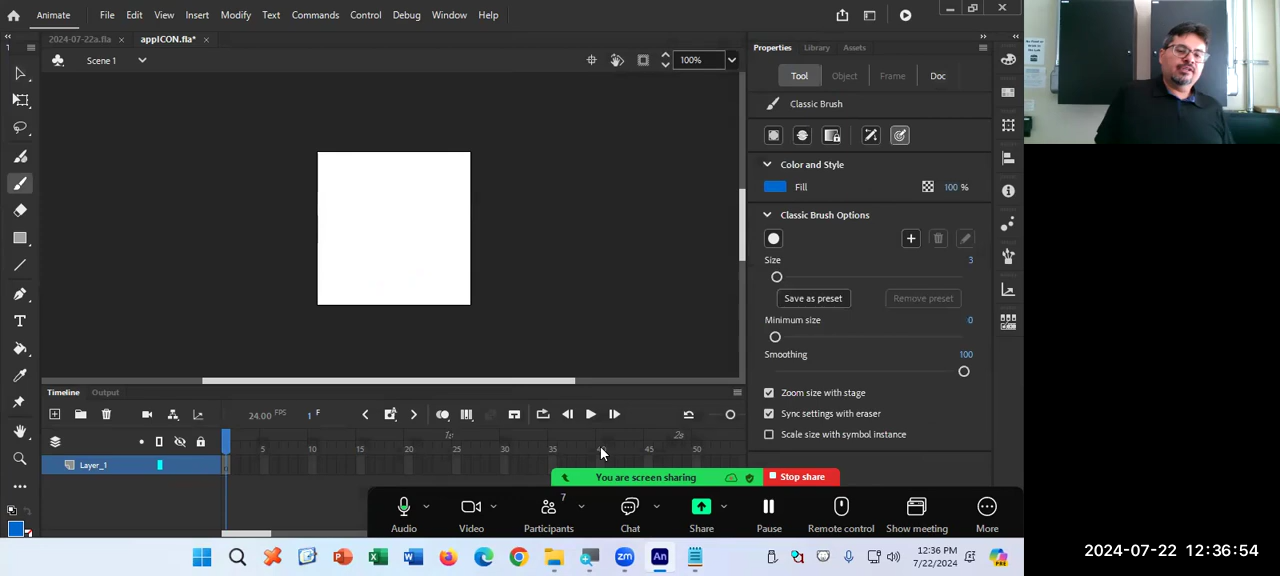 Animate File Edit View Insert Modify Text Commands Control Debug Window Help
2024-07-22a.fla × appICON.fla* ×
Scene 1 100%
Properties Library Assets
Tool Object Frame Doc
Classic Brush
Color and Style
Fill 100 %
Classic Brush Options
Size 3
Save as preset Remove preset
Minimum size 0
Smoothing 100
Zoom size with stage
Sync settings with eraser
Scale size with symbol instance
Timeline Output
24.00 FPS 1 F
1s 2s
5 10 15 20 25 30 35 40 45 50
Layer_1
You are screen sharing Stop share
7
Audio Video Participants Chat Share Pause Remote control Show meeting More
12:36 PM
7/22/2024
2024-07-22 12:36:54